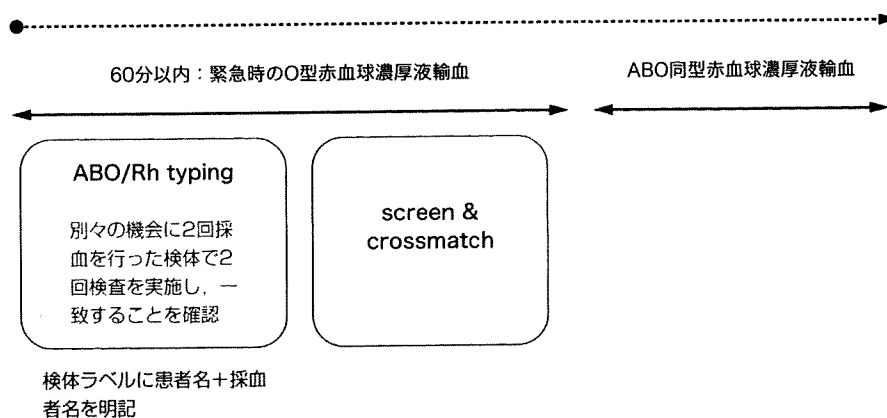 60分以内：緊急時のO型赤血球濃厚液輸血
ABO同型赤血球濃厚液輸血
ABO/Rh typing
別々の機会に2回採
血を行った検体で2
回検査を実施し，一
致することを確認
screen &
crossmatch
検体ラベルに患者名＋採血
者名を明記